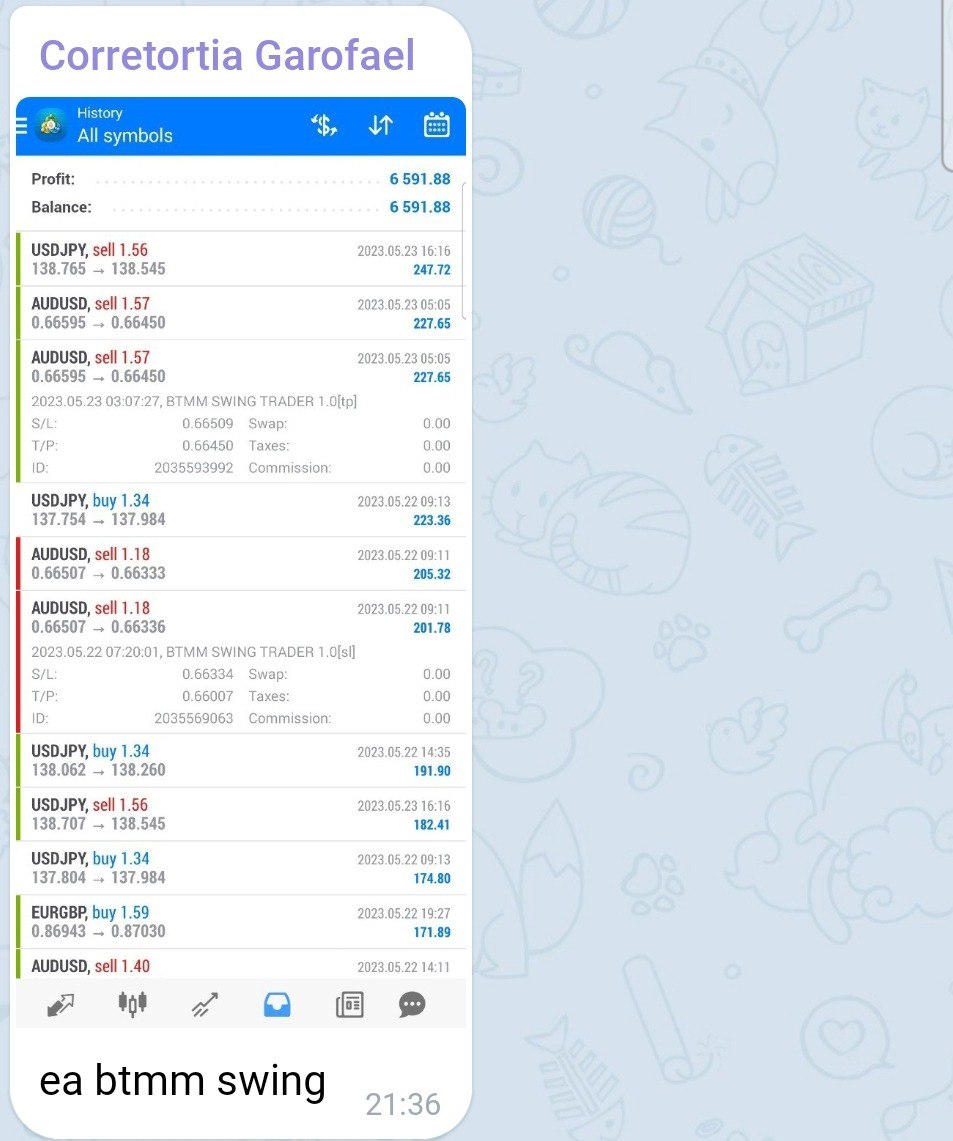 Corretortia Garofael
History
All symbols
Profit: 6 591.88
Balance: 6 591.88
USDJPY, sell 1.56 2023.05.23 16:16
138.765 → 138.545 247.72
AUDUSD, sell 1.57 2023.05.23 05:05
0.66595 → 0.66450 227.65
AUDUSD, sell 1.57 2023.05.23 05:05
0.66595 → 0.66450 227.65
2023.05.23 03:07:27, BTMM SWING TRADER 1.0[tp]
S/L: 0.66509 Swap: 0.00
T/P: 0.66450 Taxes: 0.00
ID: 2035593992 Commission: 0.00
USDJPY, buy 1.34 2023.05.22 09:13
137.754 → 137.984 223.36
AUDUSD, sell 1.18 2023.05.22 09:11
0.66507 → 0.66333 205.32
AUDUSD, sell 1.18 2023.05.22 09:11
0.66507 → 0.66336 201.78
2023.05.22 07:20:01, BTMM SWING TRADER 1.0[sl]
S/L: 0.66334 Swap: 0.00
T/P: 0.66007 Taxes: 0.00
ID: 2035569063 Commission: 0.00
USDJPY, buy 1.34 2023.05.22 14:35
138.062 → 138.260 191.90
USDJPY, sell 1.56 2023.05.23 16:16
138.707 → 138.545 182.41
USDJPY, buy 1.34 2023.05.22 09:13
137.804 → 137.984 174.80
EURGBP, buy 1.59 2023.05.22 19:27
0.86943 → 0.87030 171.89
AUDUSD, sell 1.40 2023.05.22 14:11
ea btmm swing
21:36